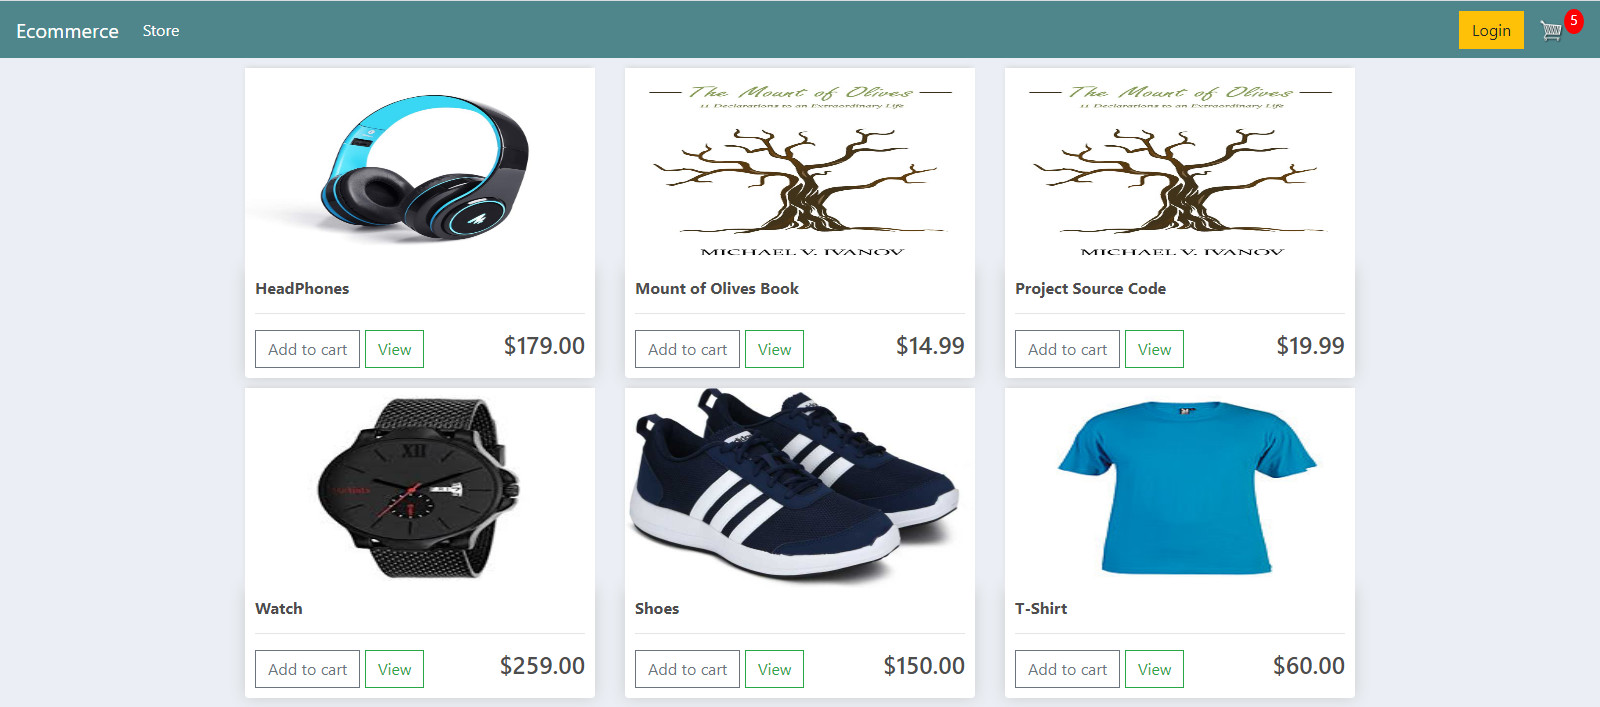 Ecommerce Store Login 5
The Mount of Olives
11 Declarations to an Extraordinary Life
MICHAEL V. IVANOV
The Mount of Olives
11 Declarations to an Extraordinary Life
MICHAEL V. IVANOV
HeadPhones
Mount of Olives Book
Project Source Code
Add to cart View $179.00
Add to cart View $14.99
Add to cart View $19.99
XII
Watch
Shoes
T-Shirt
Add to cart View $259.00
Add to cart View $150.00
Add to cart View $60.00